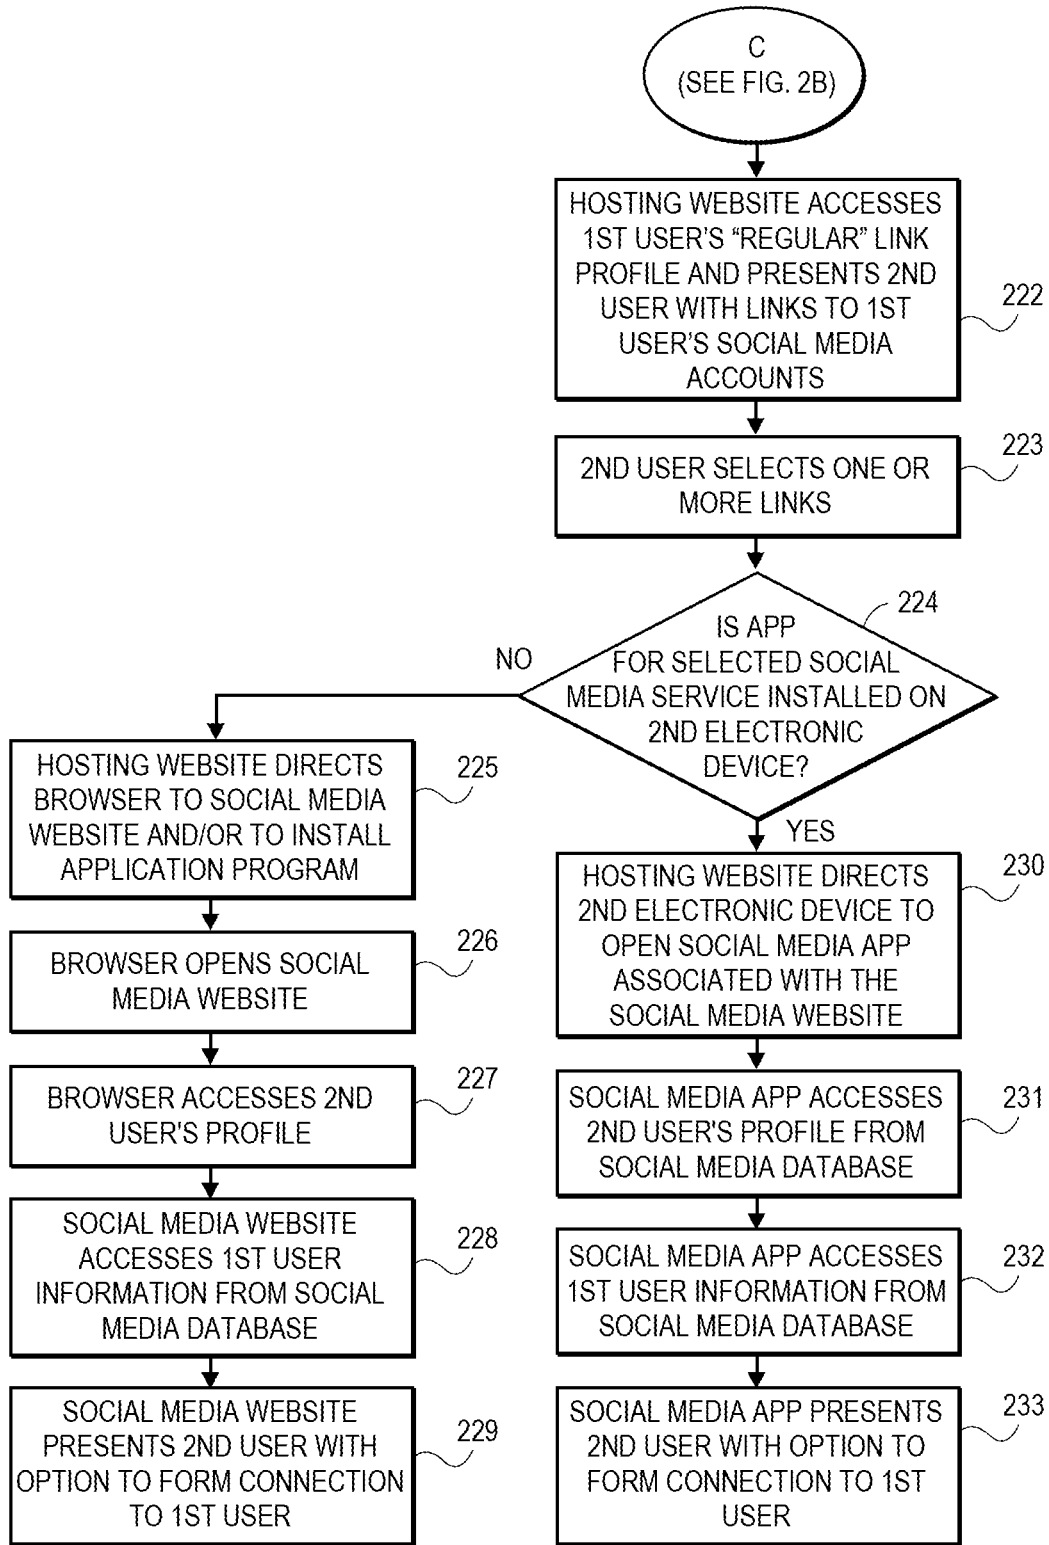 C
(SEE FIG. 2B)
HOSTING WEBSITE ACCESSES
1ST USER'S “REGULAR” LINK
PROFILE AND PRESENTS 2ND
USER WITH LINKS TO 1ST
USER'S SOCIAL MEDIA
ACCOUNTS
222
2ND USER SELECTS ONE OR
MORE LINKS
223
IS APP
FOR SELECTED SOCIAL
MEDIA SERVICE INSTALLED ON
2ND ELECTRONIC
DEVICE?
224
NO
HOSTING WEBSITE DIRECTS
BROWSER TO SOCIAL MEDIA
WEBSITE AND/OR TO INSTALL
APPLICATION PROGRAM
225
BROWSER OPENS SOCIAL
MEDIA WEBSITE
226
BROWSER ACCESSES 2ND
USER'S PROFILE
227
SOCIAL MEDIA WEBSITE
ACCESSES 1ST USER
INFORMATION FROM SOCIAL
MEDIA DATABASE
228
SOCIAL MEDIA WEBSITE
PRESENTS 2ND USER WITH
OPTION TO FORM CONNECTION
TO 1ST USER
229
YES
HOSTING WEBSITE DIRECTS
2ND ELECTRONIC DEVICE TO
OPEN SOCIAL MEDIA APP
ASSOCIATED WITH THE
SOCIAL MEDIA WEBSITE
230
SOCIAL MEDIA APP ACCESSES
2ND USER'S PROFILE FROM
SOCIAL MEDIA DATABASE
231
SOCIAL MEDIA APP ACCESSES
1ST USER INFORMATION FROM
SOCIAL MEDIA DATABASE
232
SOCIAL MEDIA APP PRESENTS
2ND USER WITH OPTION TO
FORM CONNECTION TO 1ST
USER
233